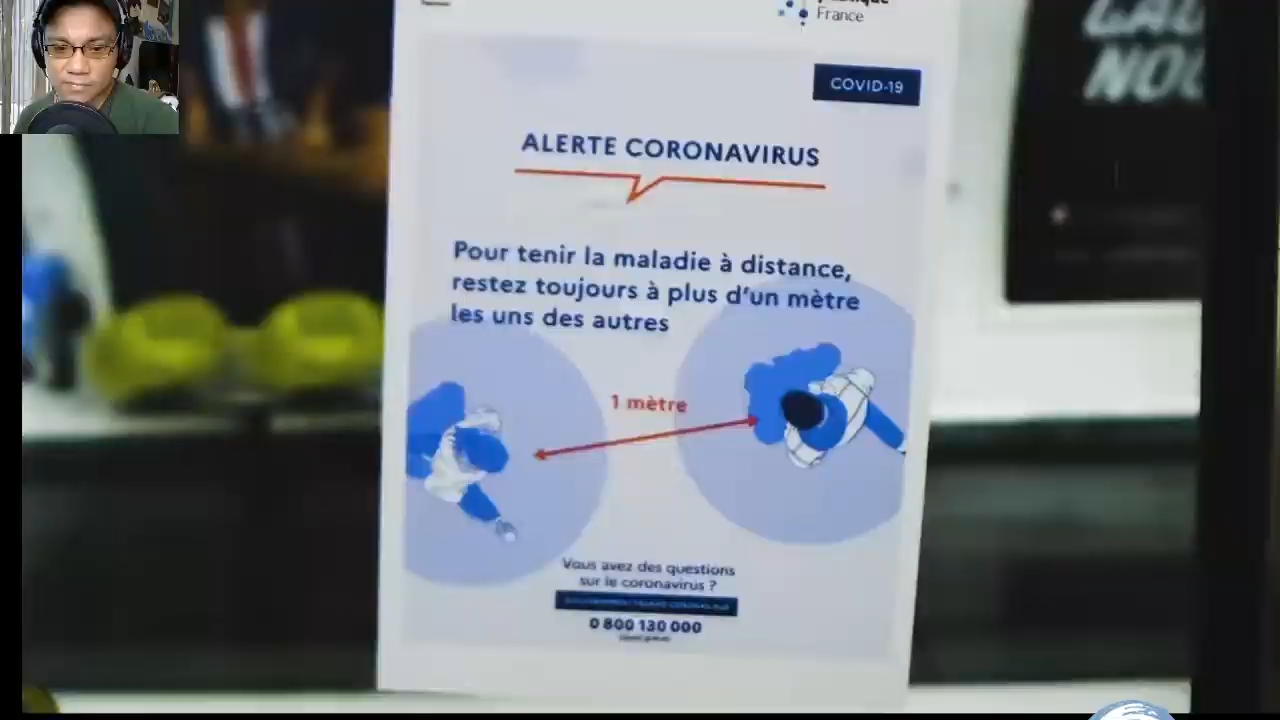 France
COVID-19
ALERTE CORONAVIRUS
Pour tenir la maladie à distance,
restez toujours à plus d'un mètre
les uns des autres
1 mètre
Vous avez des questions
sur le coronavirus ?
0 800 130 000